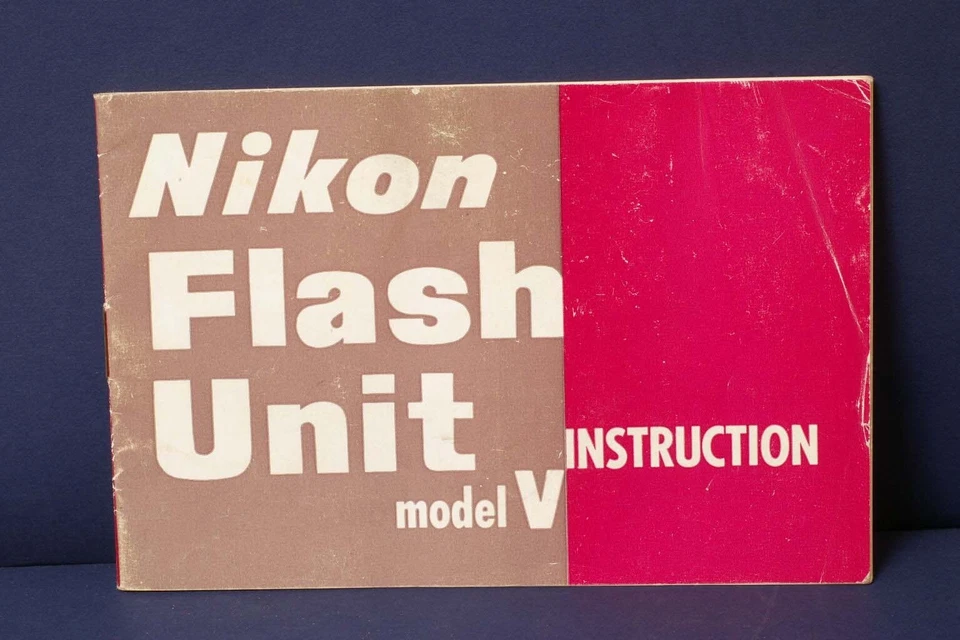 Nikon
Flash
Unit
model V
INSTRUCTION